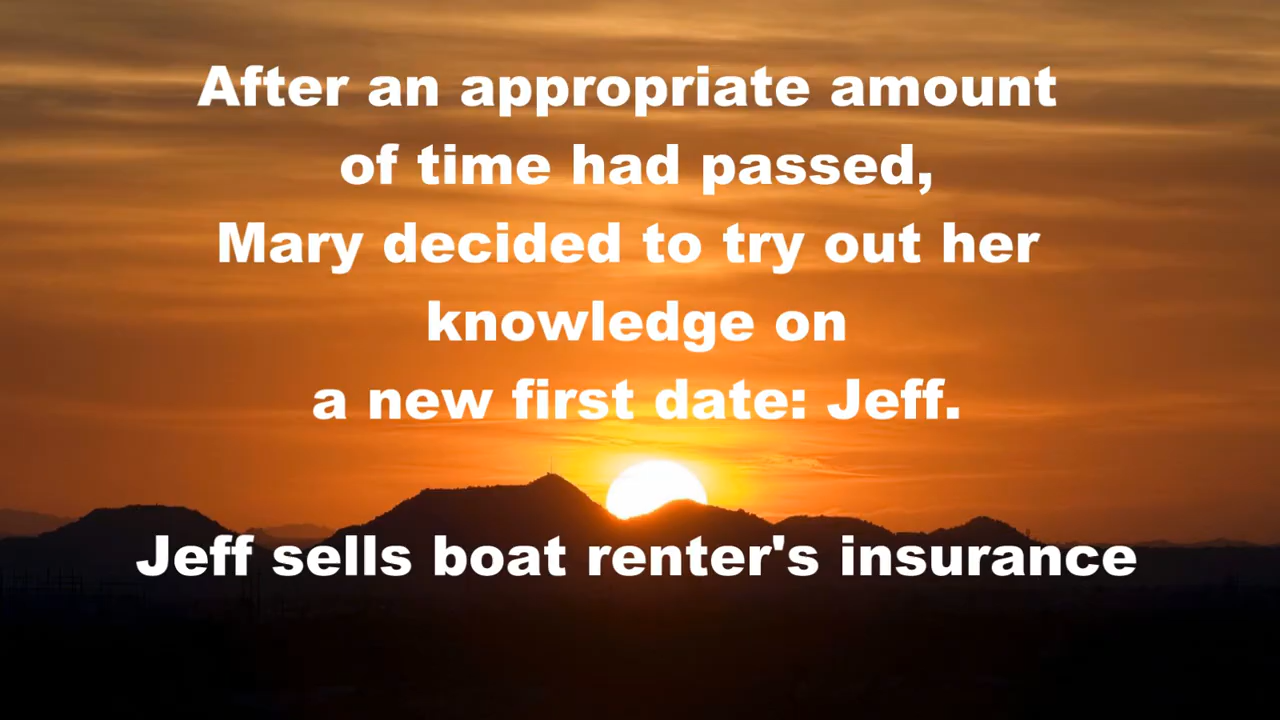 After an appropriate amount
of time had passed,
Mary decided to try out her
knowledge on
a new first date: Jeff.
Jeff sells boat renter's insurance